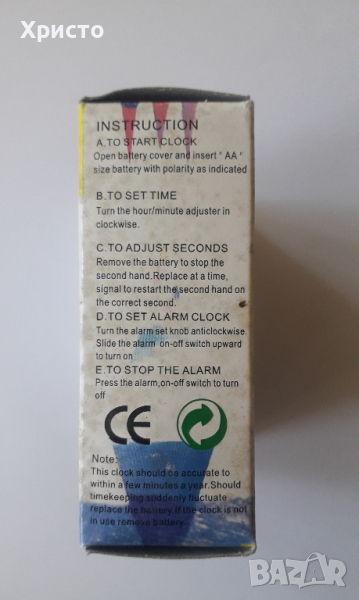 Христо
INSTRUCTION
A.TO START CLOCK
Open battery cover and insert " AA "
size battery with polarity as indicated
B.TO SET TIME
Turn the hour/minute adjuster in
clockwise.
C.TO ADJUST SECONDS
Remove the battery to stop the
second hand.Replace at a time,
signal to restart the second hand on
the correct second.
D.TO SET ALARM CLOCK
Turn the alarm set knob anticlockwise.
Slide the alarm on-off switch upward
to turn on
E.TO STOP THE ALARM
Press the alarm,on-off switch to turn
off
CE
Note:
This clock should be accurate to
within a few minutes a year.Should
timekeeping suddenly fluctuate
replace the battery.If the clock is not
in use remove battery.
BAZAR